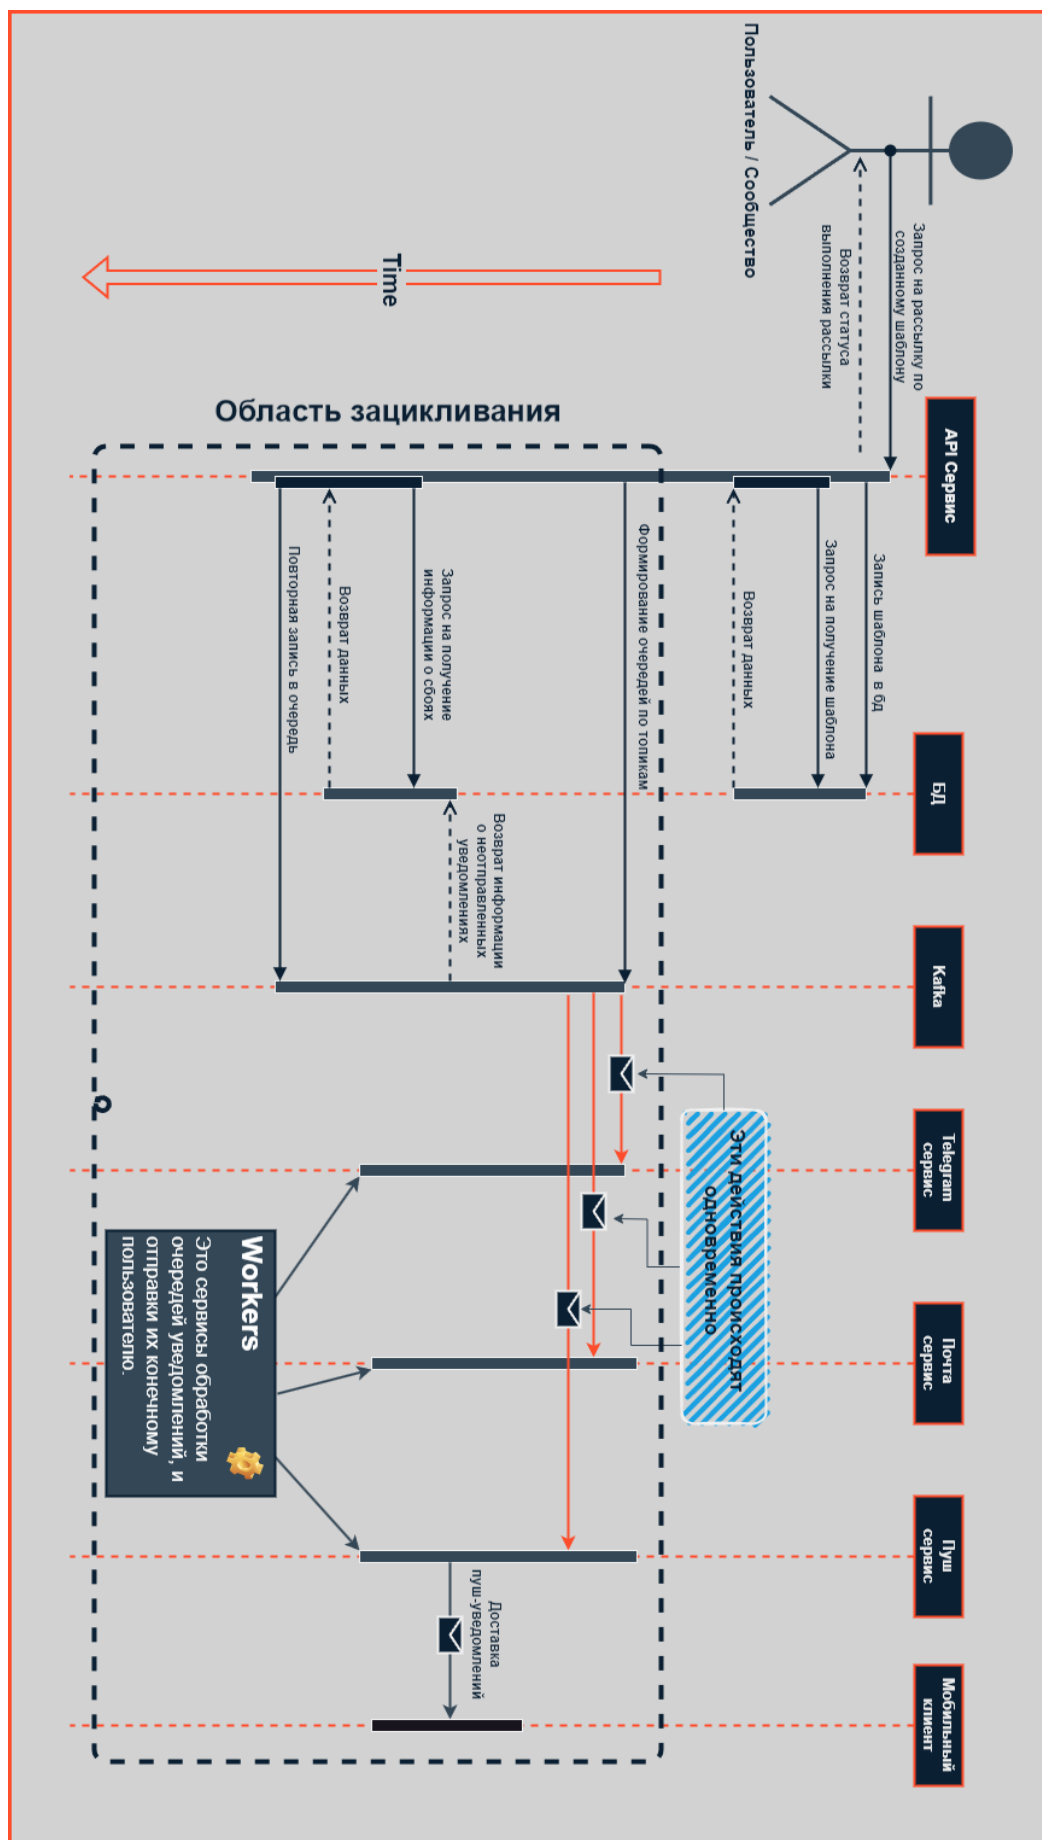 Пользователь / Сообщество
API Сервис
БД
Kafka
Telegram
сервис
Почта
сервис
Пуш
сервис
Мобильный
клиент
Запрос на рассылку по
созданному шаблону
Возврат статуса
выполнения рассылки
Запись шаблона в бд
Запрос на получение шаблона
Возврат данных
Эти действия происходят
одновременно
Time
Область зацикливания
Формирование очередей по топикам
Возврат информации
о неотправленных
уведомлениях
Доставка
пуш-уведомлений
Запрос на получение
информации о сбоях
Возврат данных
Повторная запись в очередь
Workers
Это сервисы обработки
очередей уведомлений, и
отправки их конечному
пользователю.